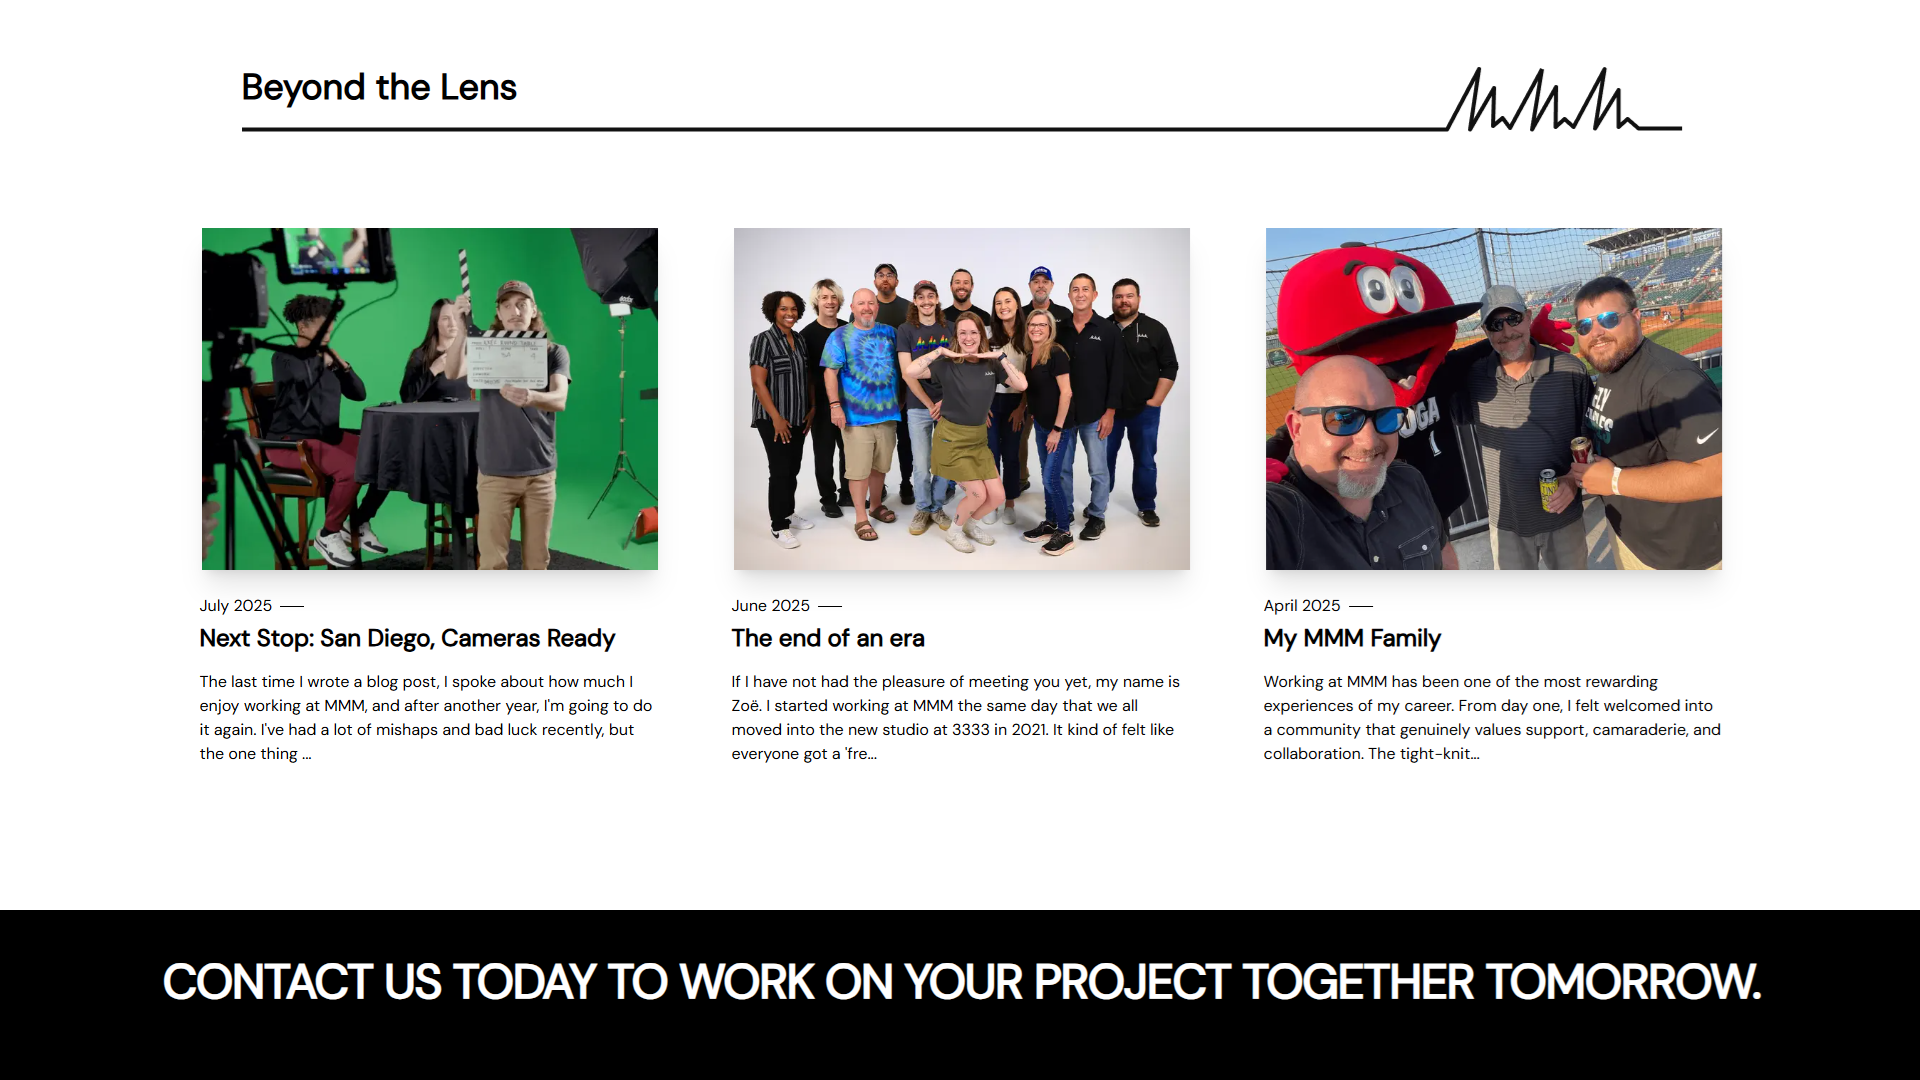 Beyond the Lens
MMM
OGA
1
FLY
July 2025
Next Stop: San Diego, Cameras Ready
The last time I wrote a blog post, I spoke about how much I
enjoy working at MMM, and after another year, I'm going to do
it again. I've had a lot of mishaps and bad luck recently, but
the one thing ...
June 2025
The end of an era
If I have not had the pleasure of meeting you yet, my name is
Zoë. I started working at MMM the same day that we all
moved into the new studio at 3333 in 2021. It kind of felt like
everyone got a 'fre...
April 2025
My MMM Family
Working at MMM has been one of the most rewarding
experiences of my career. From day one, I felt welcomed into
a community that genuinely values support, camaraderie, and
collaboration. The tight-knit...
CONTACT US TODAY TO WORK ON YOUR PROJECT TOGETHER TOMORROW.